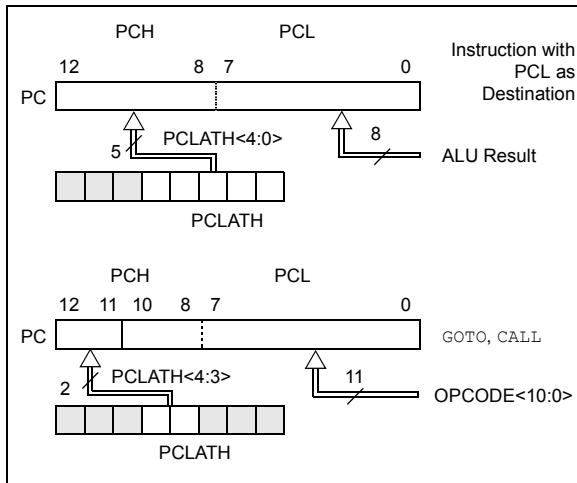 PCH PCL
12 8 7 0
Instruction with
PCL as
Destination
PC
5 PCLATH<4:0>
8
ALU Result
PCLATH
PCH PCL
12 11 10 8 7 0
PC
GOTO, CALL
2 PCLATH<4:3>
11
OPCODE<10:0>
PCLATH